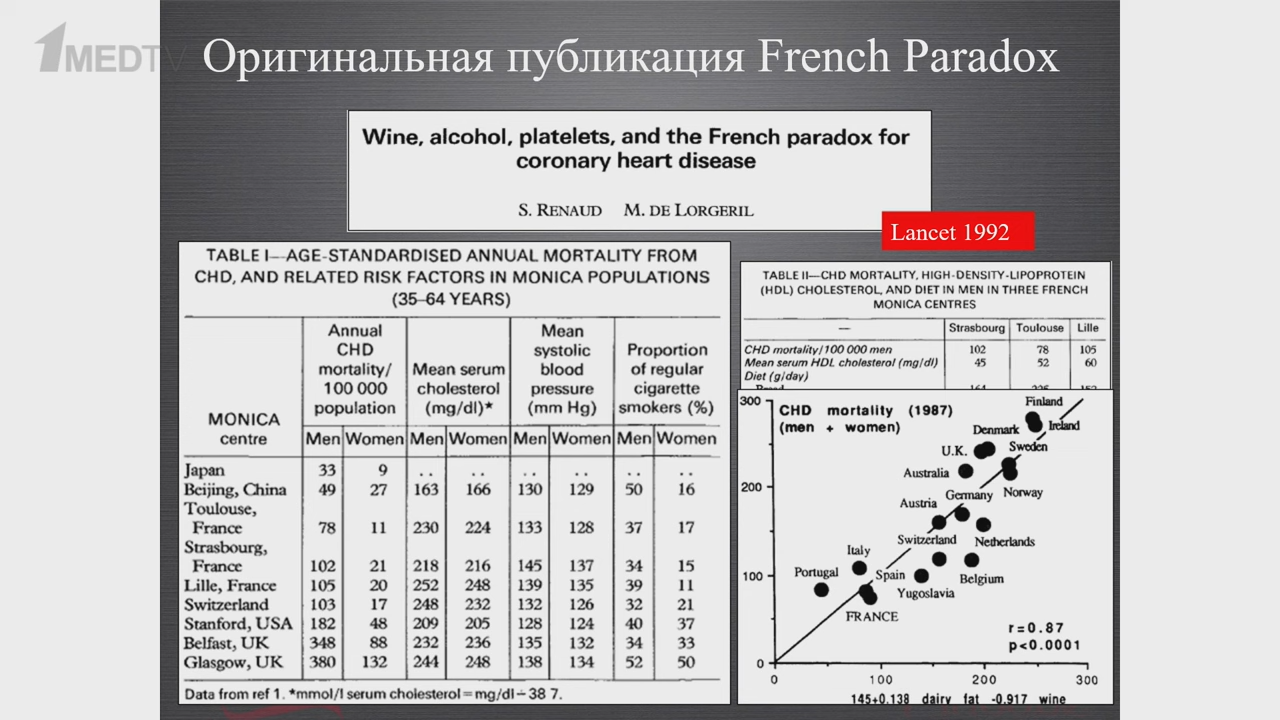 1MEDTV
Оригинальная публикация French Paradox
Wine, alcohol, platelets, and the French paradox for
coronary heart disease
S. RENAUD M. DE LORGERIL
Lancet 1992
TABLE I—AGE-STANDARDISED ANNUAL MORTALITY FROM
CHD, AND RELATED RISK FACTORS IN MONICA POPULATIONS
(35–64 YEARS)
MONICA centre | Annual CHD mortality/ 100 000 population | Mean serum cholesterol (mg/dl)* | Mean systolic blood pressure (mm Hg) | Proportion of regular cigarette smokers (%)
Men Women Men Women Men Women Men Women
Japan 33 9 .. .. .. .. .. ..
Beijing, China 49 27 163 166 130 129 50 16
Toulouse,
France 78 11 230 224 133 128 37 17
Strasbourg,
France 102 21 218 216 145 137 34 15
Lille, France 105 20 252 248 139 135 39 11
Switzerland 103 17 248 232 132 126 32 21
Stanford, USA 182 48 209 205 128 124 40 37
Belfast, UK 348 88 232 236 135 132 34 33
Glasgow, UK 380 132 244 248 138 134 52 50
Data from ref 1. *mmol/l serum cholesterol = mg/dl ÷ 38 7.
TABLE II—CHD MORTALITY, HIGH-DENSITY-LIPOPROTEIN
(HDL) CHOLESTEROL, AND DIET IN MEN IN THREE FRENCH
MONICA CENTRES
— Strasbourg Toulouse Lille
CHD mortality/100 000 men 102 78 105
Mean serum HDL cholesterol (mg/dl) 45 52 60
Diet (g/day)
CHD mortality (1987)
(men + women)
300
200
100
0
Finland
Ireland
Denmark
Sweden
U.K.
Australia
Norway
Germany
Austria
Switzerland
Netherlands
Italy
Portugal
Spain
Belgium
Yugoslavia
FRANCE
r=0.87
p<0.0001
0 100 200 300
145+0.138 dairy fat -0.917 wine